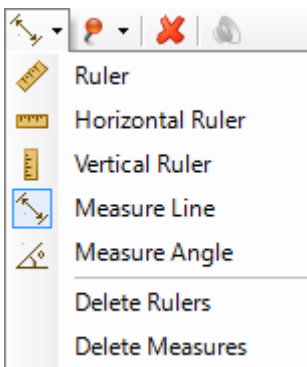 Ruler
Horizontal Ruler
Vertical Ruler
Measure Line
Measure Angle
Delete Rulers
Delete Measures